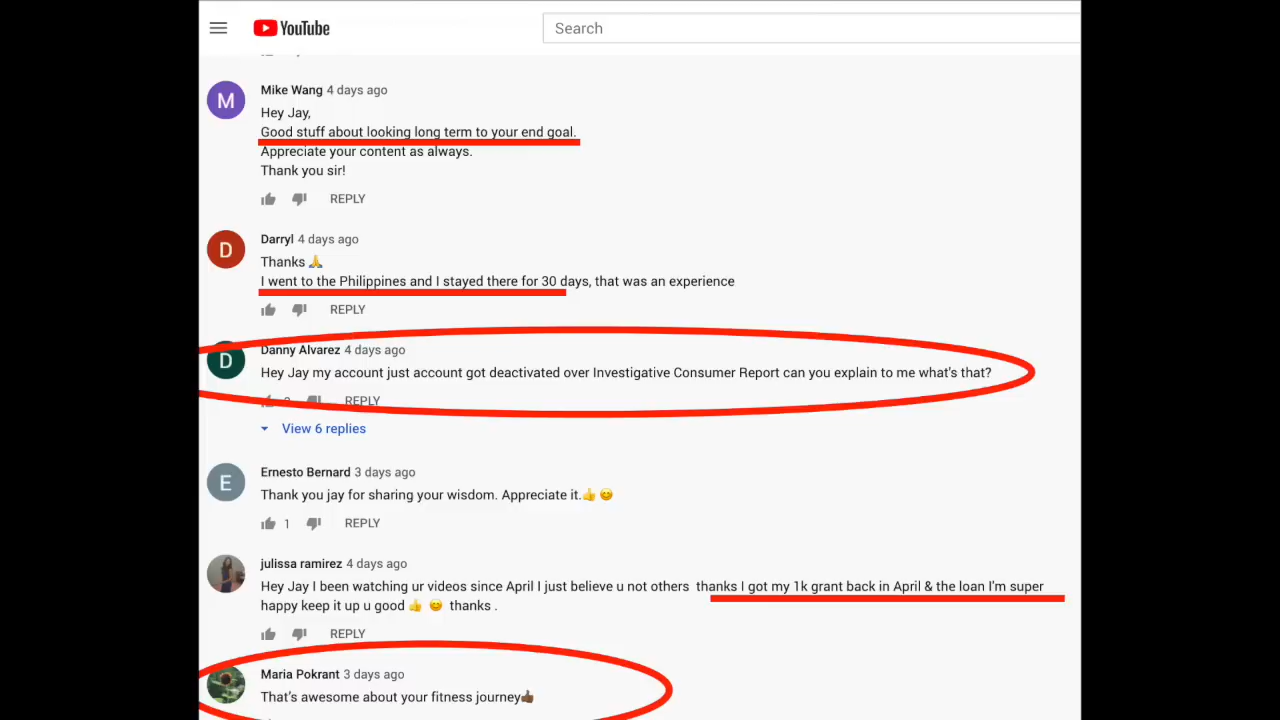 YouTube
Search
Mike Wang 4 days ago
Hey Jay,
Good stuff about looking long term to your end goal.
Appreciate your content as always.
Thank you sir!
REPLY
Darryl 4 days ago
Thanks 🙏
I went to the Philippines and I stayed there for 30 days, that was an experience
REPLY
Danny Alvarez 4 days ago
Hey Jay my account just account got deactivated over Investigative Consumer Report can you explain to me what's that?
REPLY
View 6 replies
Ernesto Bernard 3 days ago
Thank you jay for sharing your wisdom. Appreciate it.👍 😊
1 REPLY
julissa ramirez 4 days ago
Hey Jay I been watching ur videos since April I just believe u not others thanks I got my 1k grant back in April & the loan I'm super
happy keep it up u good 👍 😊 thanks .
REPLY
Maria Pokrant 3 days ago
That's awesome about your fitness journey👍🏾